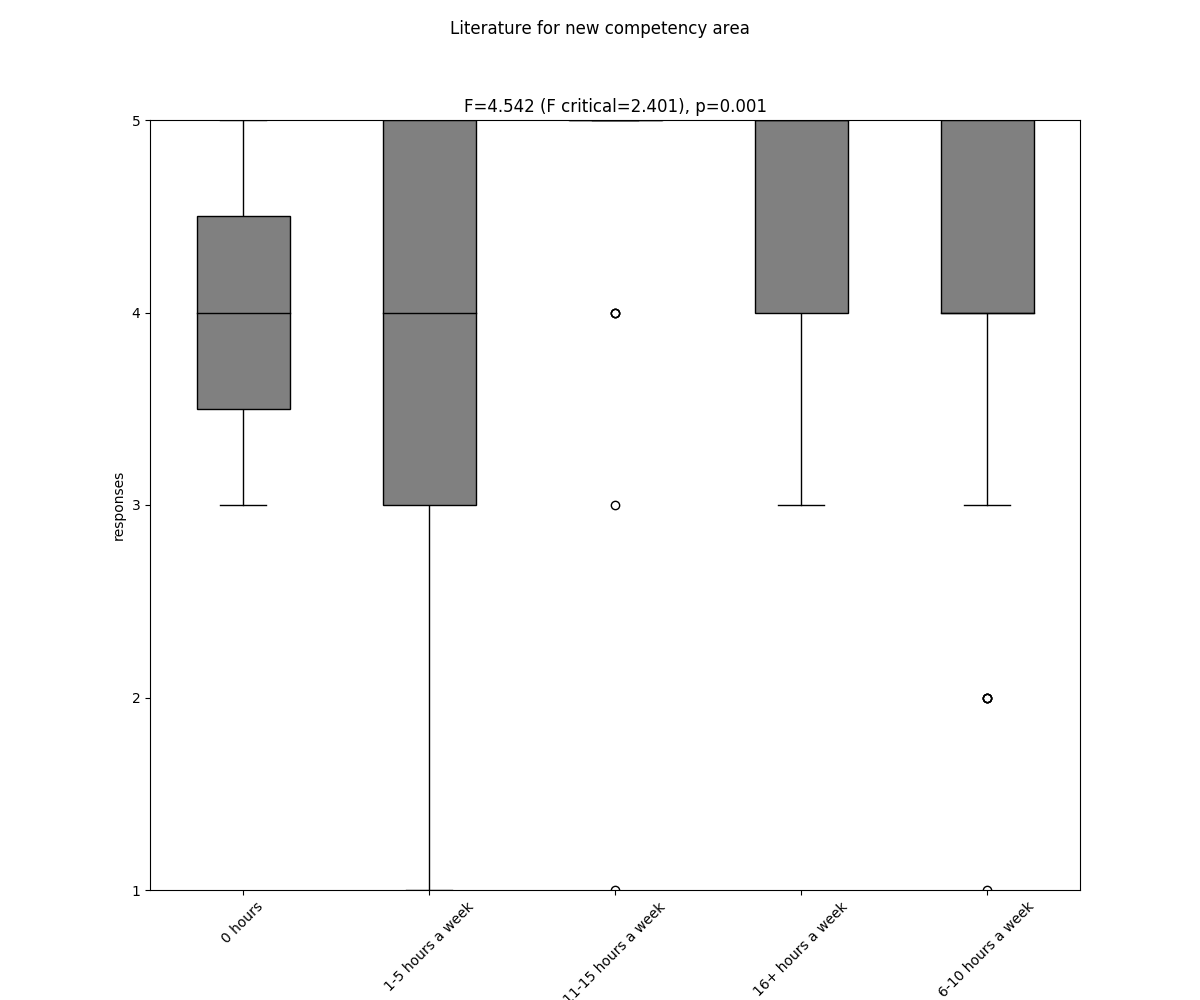 Literature for new competency area
F=4.542 (F critical=2.401), p=0.001
5
4
3
2
1
responses
0 hours
1-5 hours a week
11-15 hours a week
16+ hours a week
6-10 hours a week